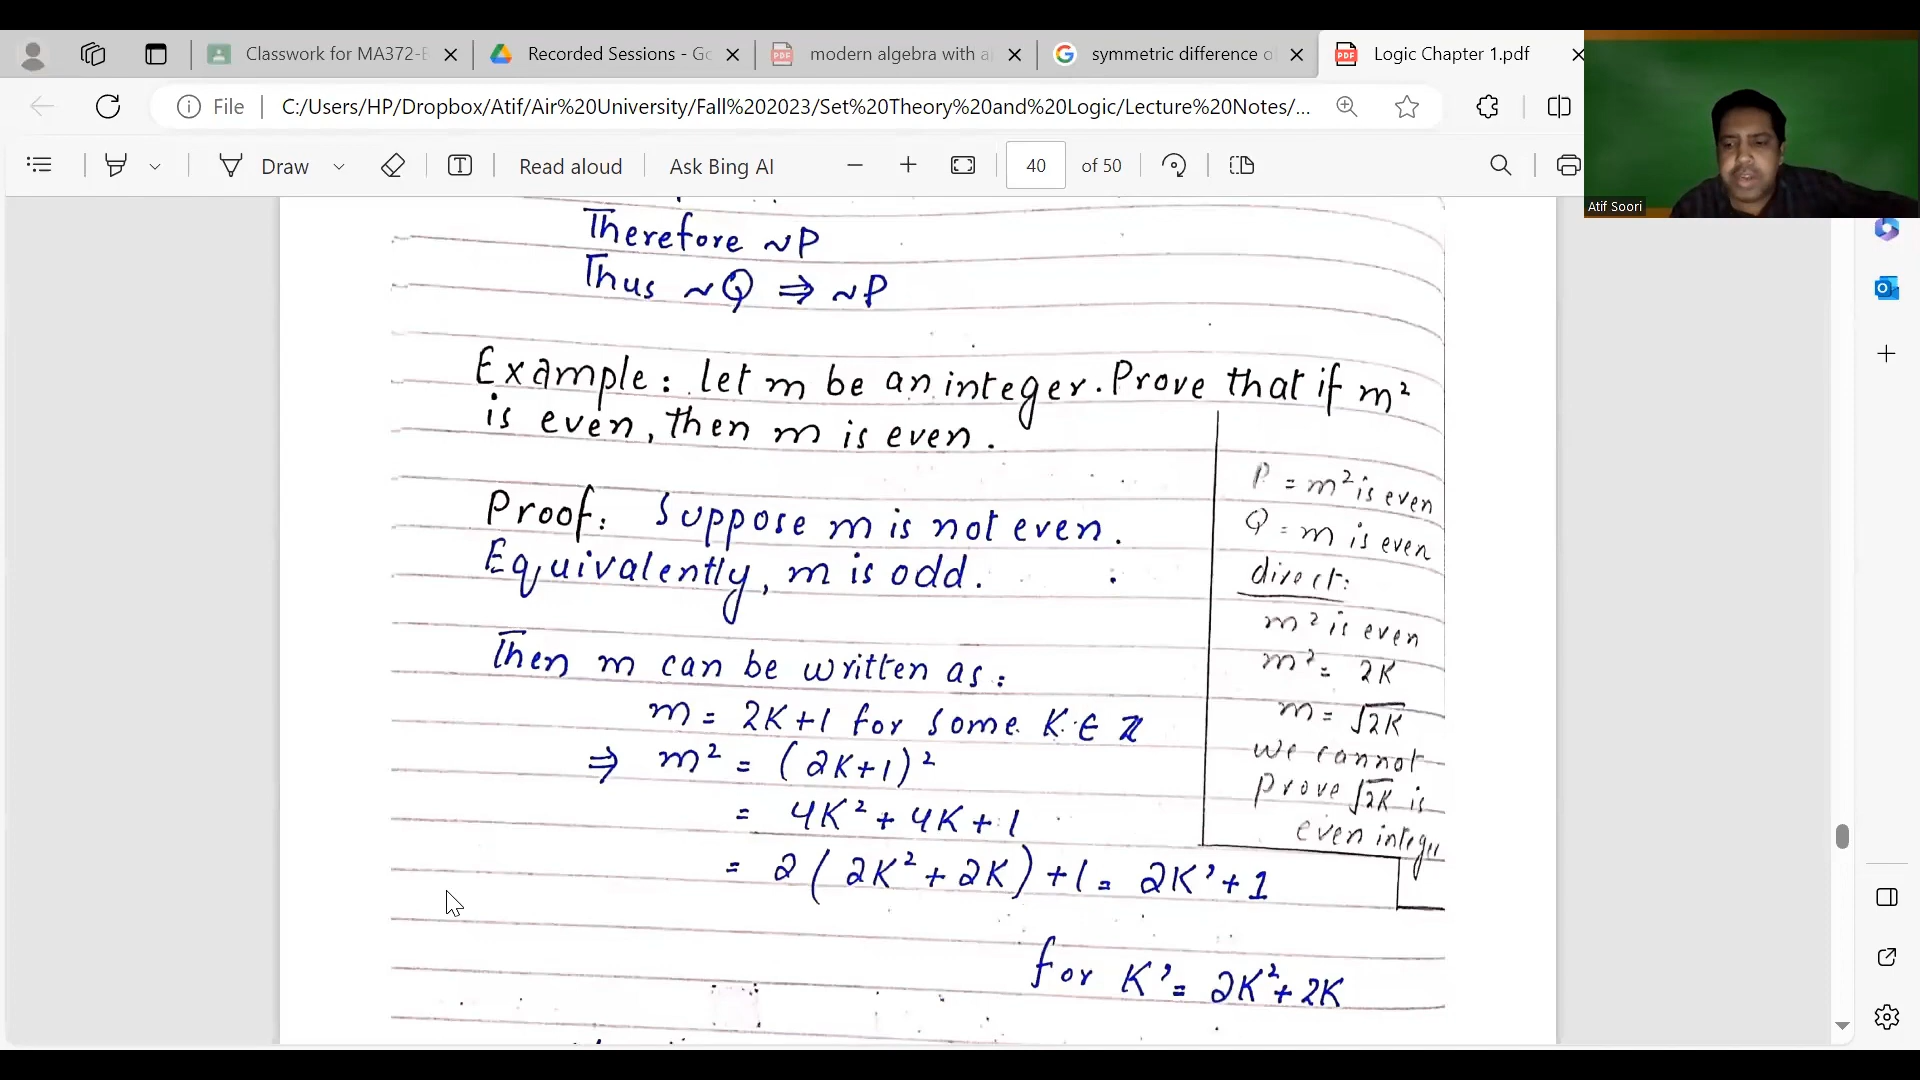 Classwork for MA372-B
Recorded Sessions - Go
modern algebra with a
symmetric difference o
Logic Chapter 1.pdf
File
C:/Users/HP/Dropbox/Atif/Air%20University/Fall%202023/Set%20Theory%20and%20Logic/Lecture%20Notes/...
Draw
Read aloud
Ask Bing AI
40
of 50
Atif Soori
Therefore ~P
Thus ~Q ⇒ ~P
Example: Let m be an integer. Prove that if m²
is even, then m is even.
Proof: Suppose m is not even.
Equivalently, m is odd.
Then m can be written as:
m = 2K+1 for some K ∈ ℤ
⇒ m² = (2K+1)²
= 4K² + 4K + 1
= 2(2K² + 2K) + 1 = 2K' + 1
for K' = 2K² + 2K
P = m² is even
Q = m is even
direct:
m² is even
m² = 2K
m = √2K
we cannot
prove √2K is
even intege